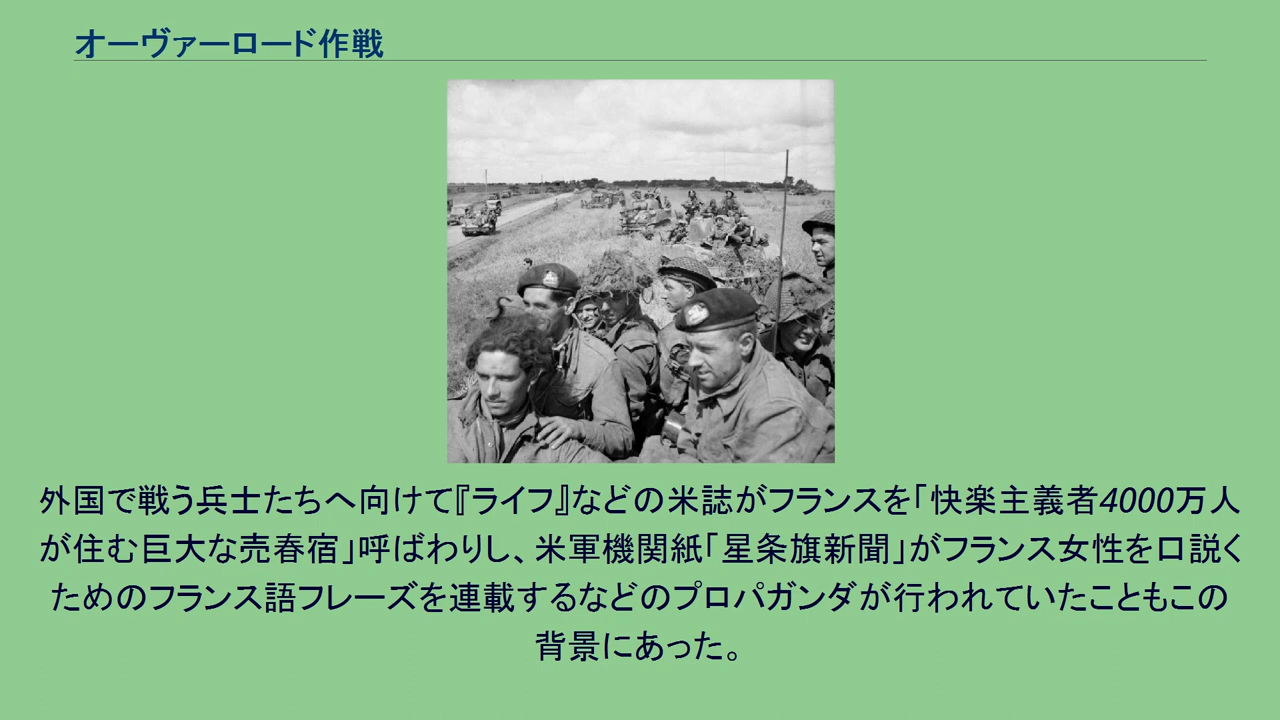 オーヴァーロード作戦
外国で戦う兵士たちへ向けて『ライフ』などの米誌がフランスを「快楽主義者4000万人
が住む巨大な売春宿」呼ばわりし、米軍機関紙「星条旗新聞」がフランス女性を口説く
ためのフランス語フレーズを連載するなどのプロパガンダが行われていたこともこの
背景にあった。